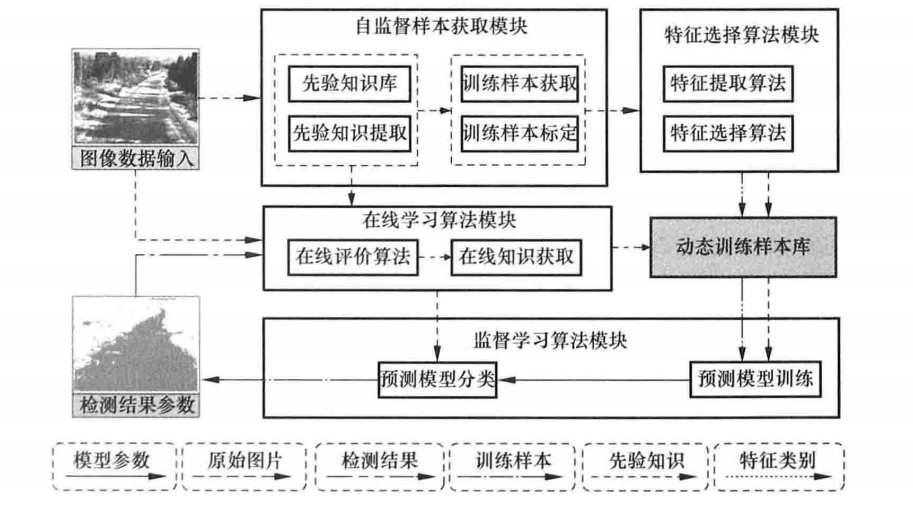 自监督样本获取模块
特征选择算法模块
先验知识库
训练样本获取
特征提取算法
先验知识提取
训练样本标定
特征选择算法
图像数据输入
在线学习算法模块
动态训练样本库
在线评价算法
在线知识获取
监督学习算法模块
预测模型分类
预测模型训练
检测结果参数
模型参数
原始图片
检测结果
训练样本
先验知识
特征类别